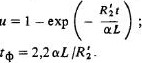 u = 1 − exp ( − R₂′ t / αL ) ;
t_ф = 2,2 αL / R₂′.